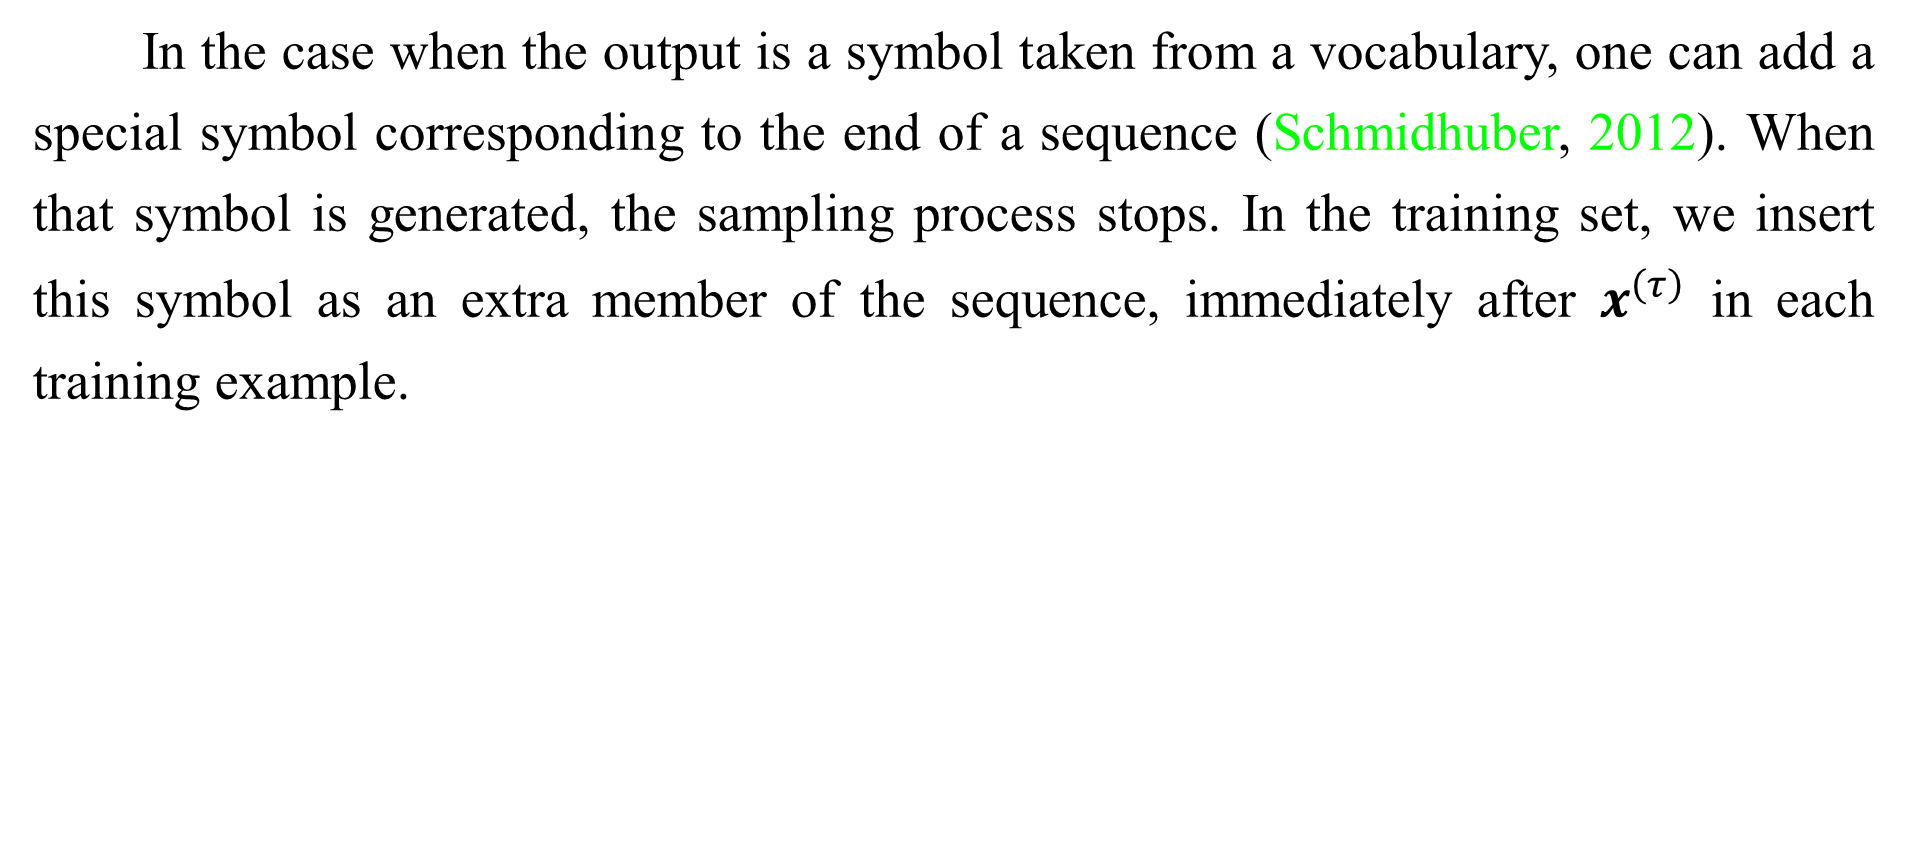 In the case when the output is a symbol taken from a vocabulary, one can add a
special symbol corresponding to the end of a sequence (Schmidhuber, 2012). When
that symbol is generated, the sampling process stops. In the training set, we insert
this symbol as an extra member of the sequence, immediately after 𝒙⁽𝜏⁾ in each
training example.